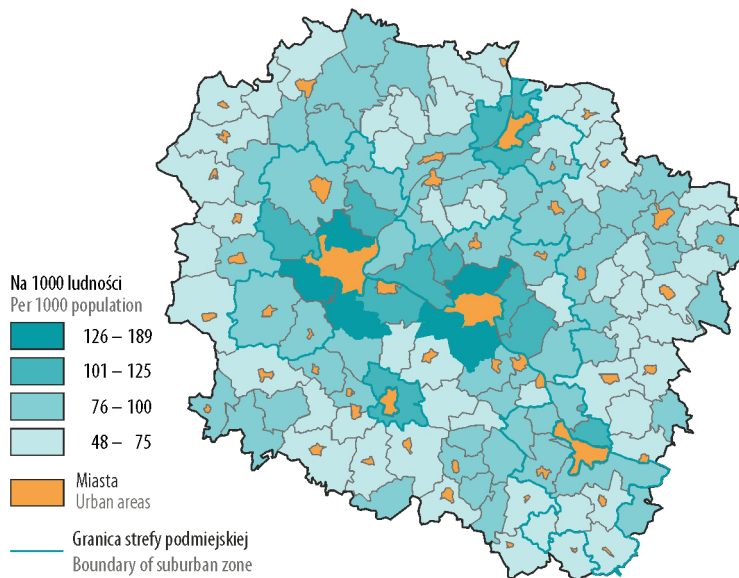 Na 1000 ludności
Per 1000 population
126 – 189
101 – 125
76 – 100
48 – 75
Miasta
Urban areas
Granica strefy podmiejskiej
Boundary of suburban zone